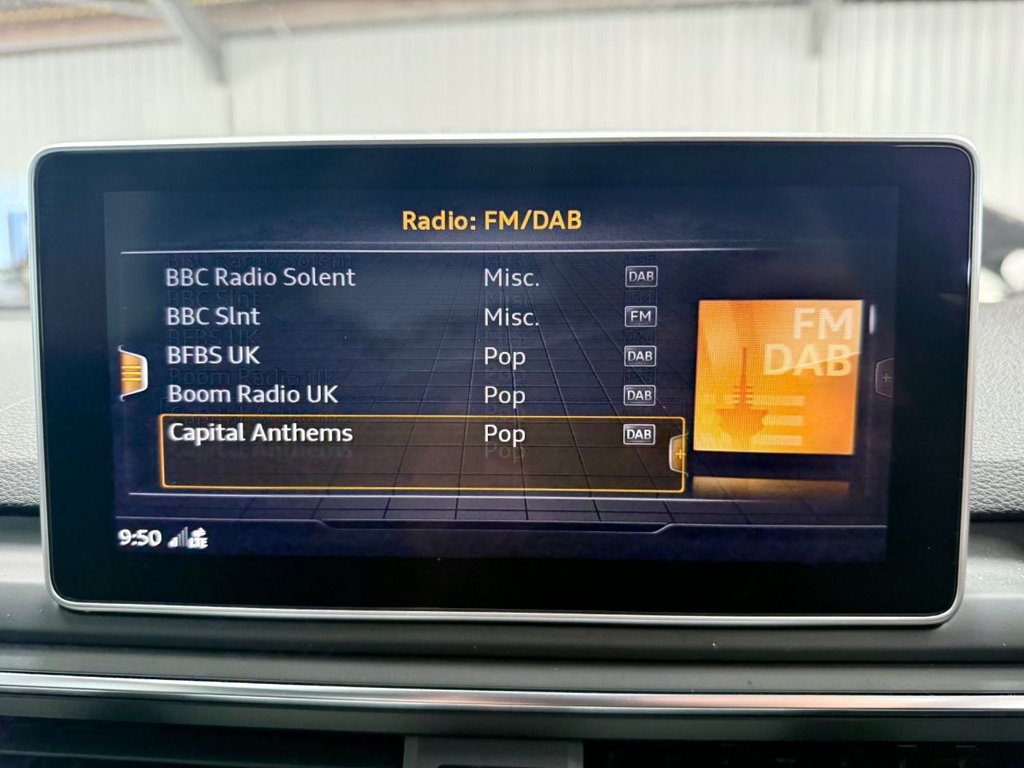 Radio: FM/DAB
BBC Radio Solent Misc. DAB
BBC Slnt Misc. FM
BFBS UK Pop DAB
Boom Radio UK Pop DAB
Capital Anthems Pop DAB
FM
DAB
9:50 LTE